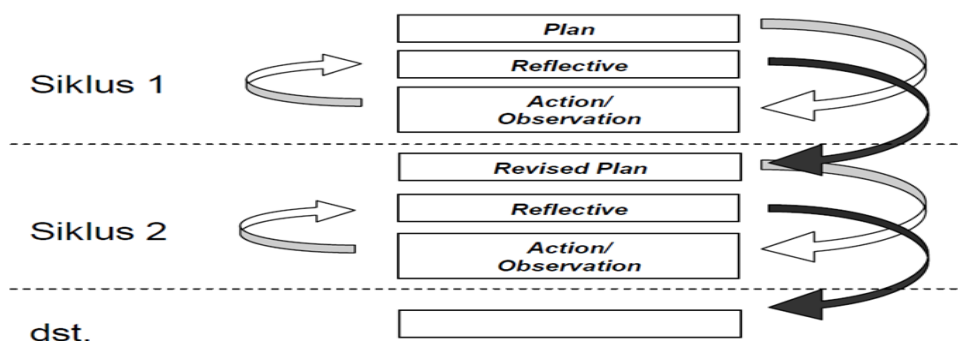 Plan
Siklus 1
Reflective
Action/
Observation
Revised Plan
Siklus 2
Reflective
Action/
Observation
dst.